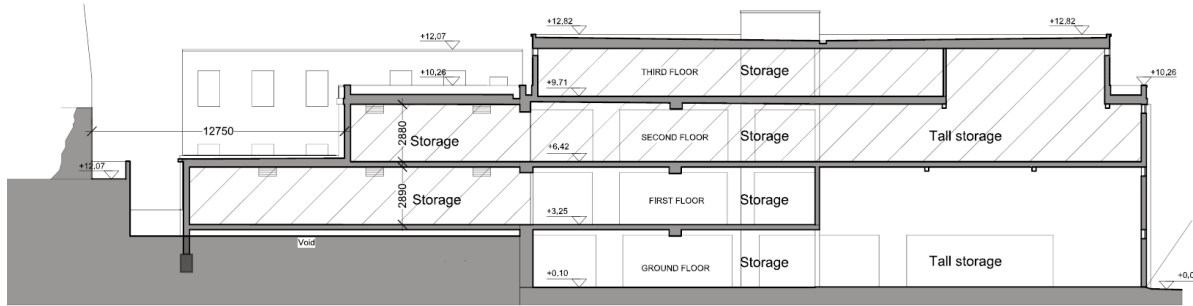 +12,82
+12,82
+12,07
THIRD FLOOR Storage
+10,26
+9.71
+10,26
12750
2880
Storage
SECOND FLOOR Storage
Tall storage
+6,42
+12,07
2890
Storage
FIRST FLOOR Storage
+3,25
Void
GROUND FLOOR Storage
Tall storage
+0.10